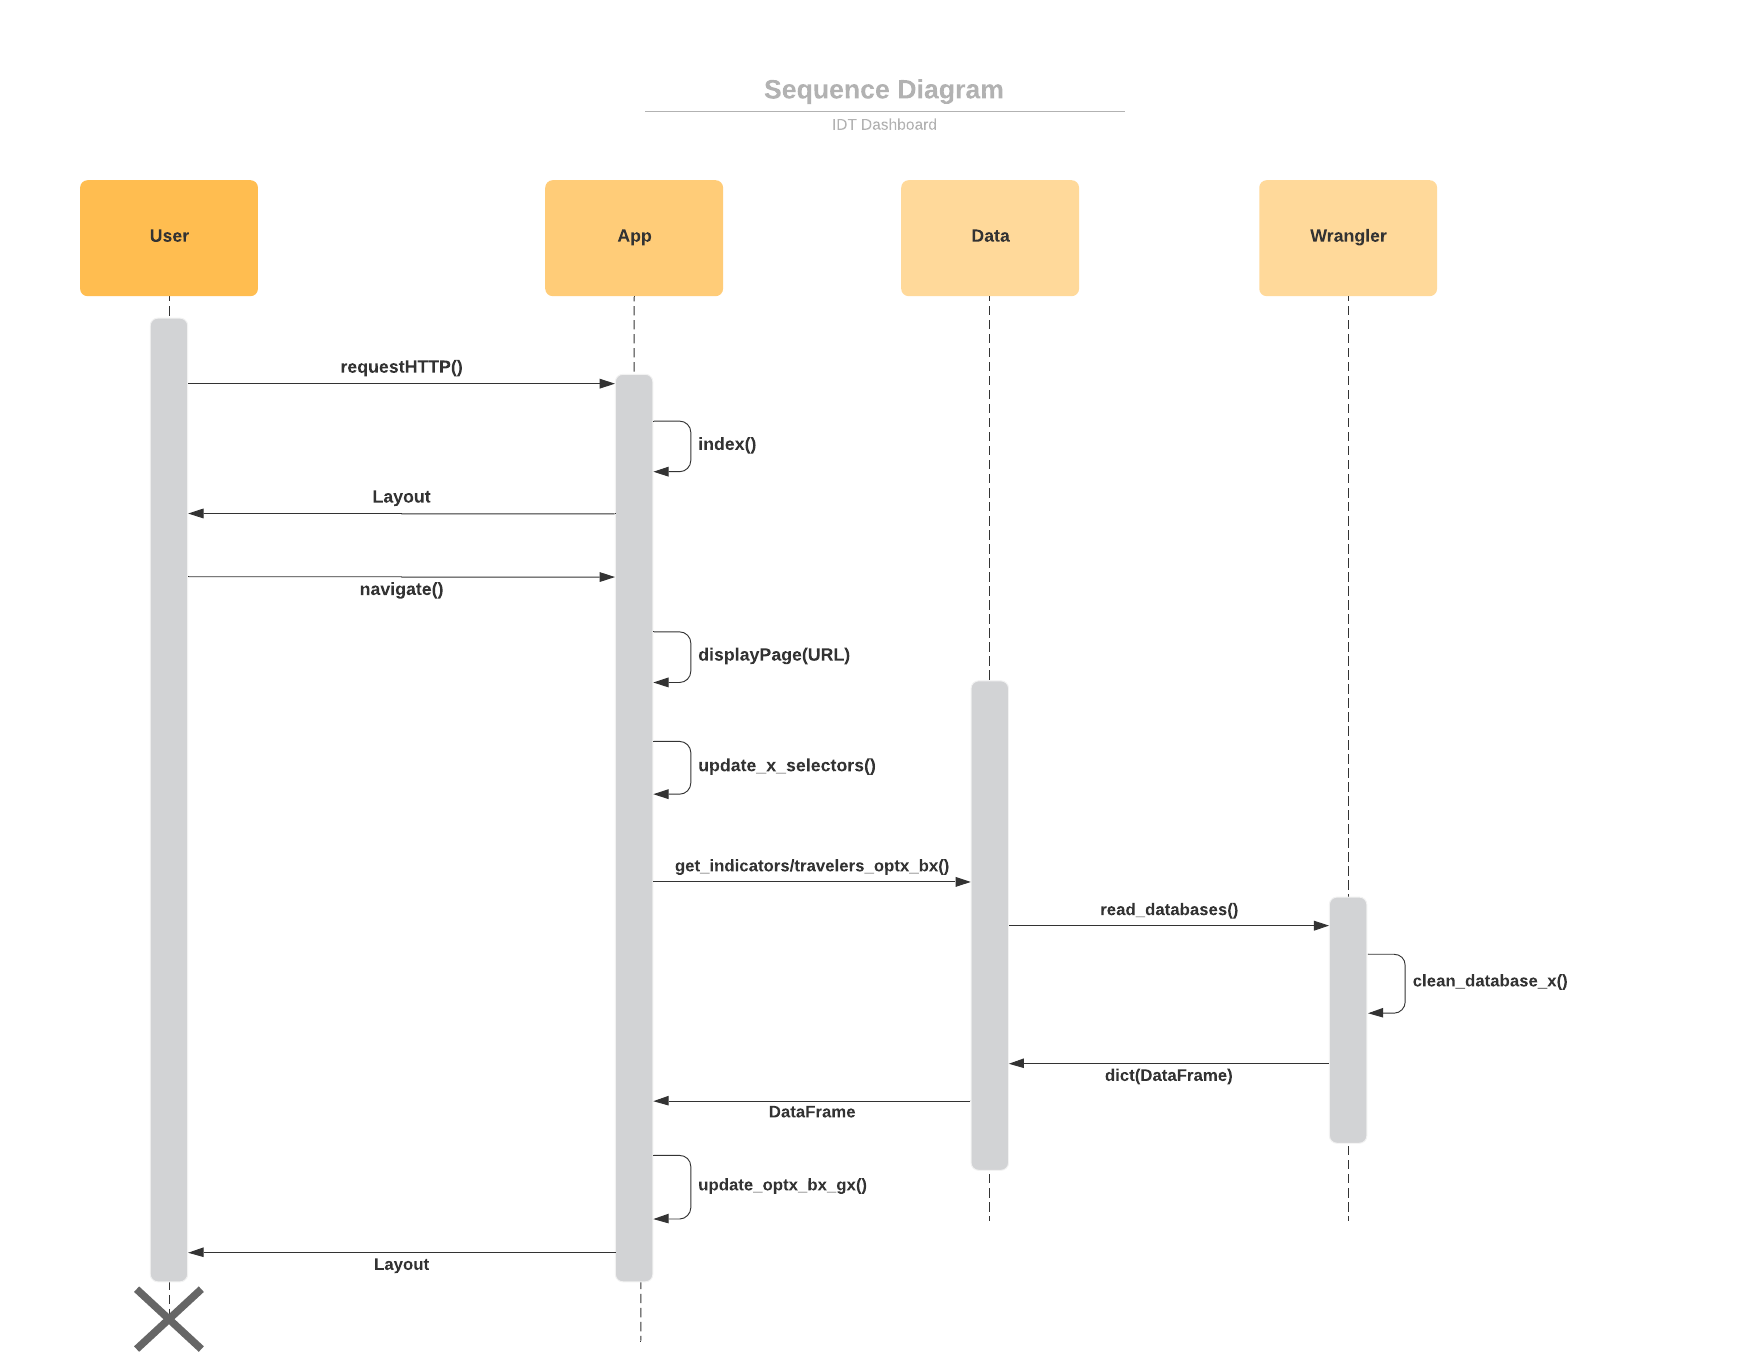 Sequence Diagram
IDT Dashboard
User
App
Data
Wrangler
requestHTTP()
index()
Layout
navigate()
displayPage(URL)
update_x_selectors()
get_indicators/travelers_optx_bx()
read_databases()
clean_database_x()
dict(DataFrame)
DataFrame
update_optx_bx_gx()
Layout